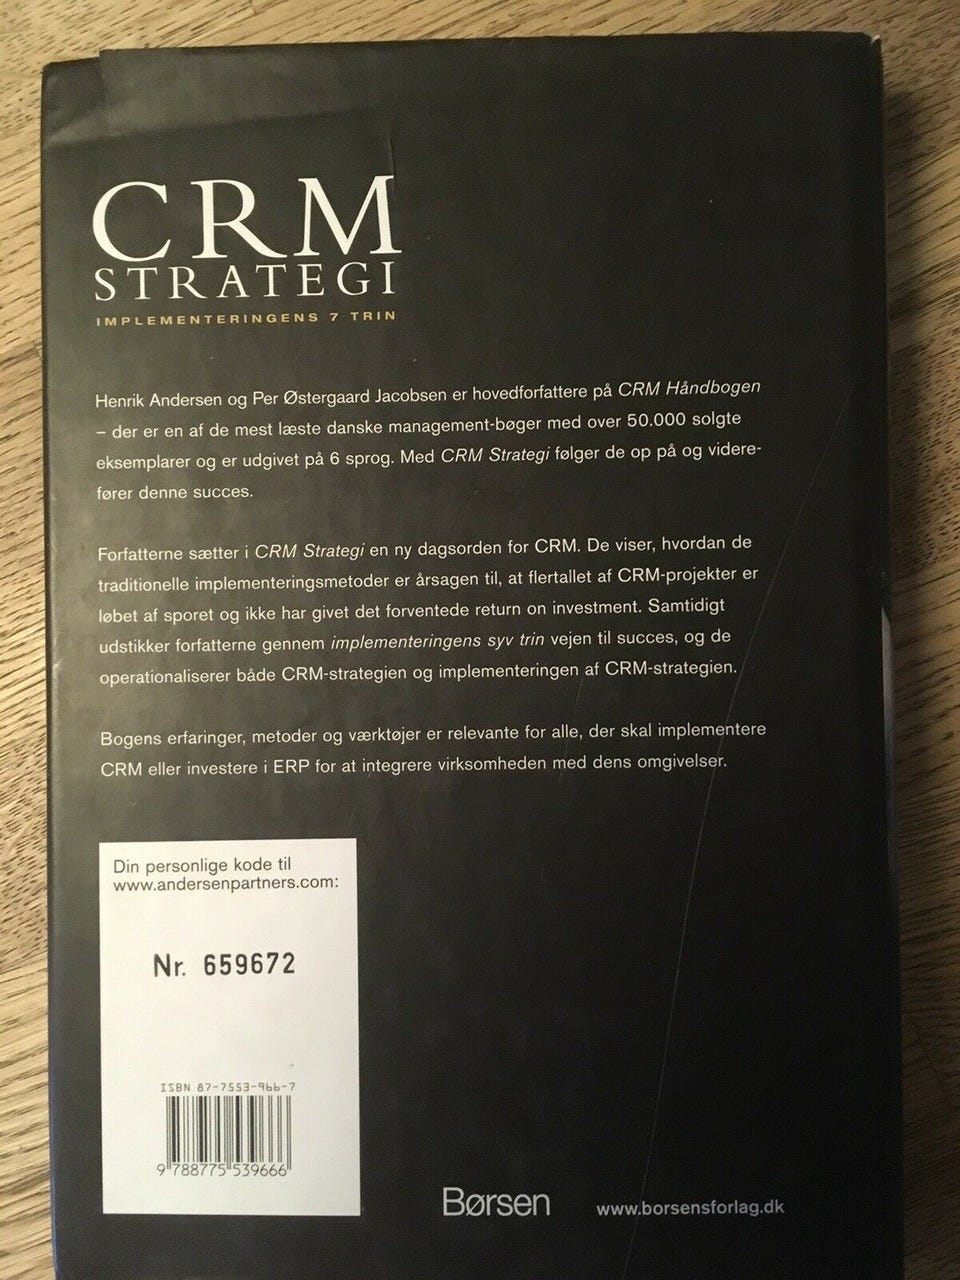 CRM
STRATEGI
IMPLEMENTERINGENS 7 TRIN
Henrik Andersen og Per Østergaard Jacobsen er hovedforfattere på CRM Håndbogen
– der er en af de mest læste danske management-bøger med over 50.000 solgte
eksemplarer og er udgivet på 6 sprog. Med CRM Strategi følger de op på og videre-
fører denne succes.
Forfatterne sætter i CRM Strategi en ny dagsorden for CRM. De viser, hvordan de
traditionelle implementeringsmetoder er årsagen til, at flertallet af CRM-projekter er
løbet af sporet og ikke har givet det forventede return on investment. Samtidigt
udstikker forfatterne gennem implementeringens syv trin vejen til succes, og de
operationaliserer både CRM-strategien og implementeringen af CRM-strategien.
Bogens erfaringer, metoder og værktøjer er relevante for alle, der skal implementere
CRM eller investere i ERP for at integrere virksomheden med dens omgivelser.
Din personlige kode til
www.andersenpartners.com:
Nr. 659672
ISBN 87-7553-966-7
9 788775 539666
Børsen www.borsensforlag.dk